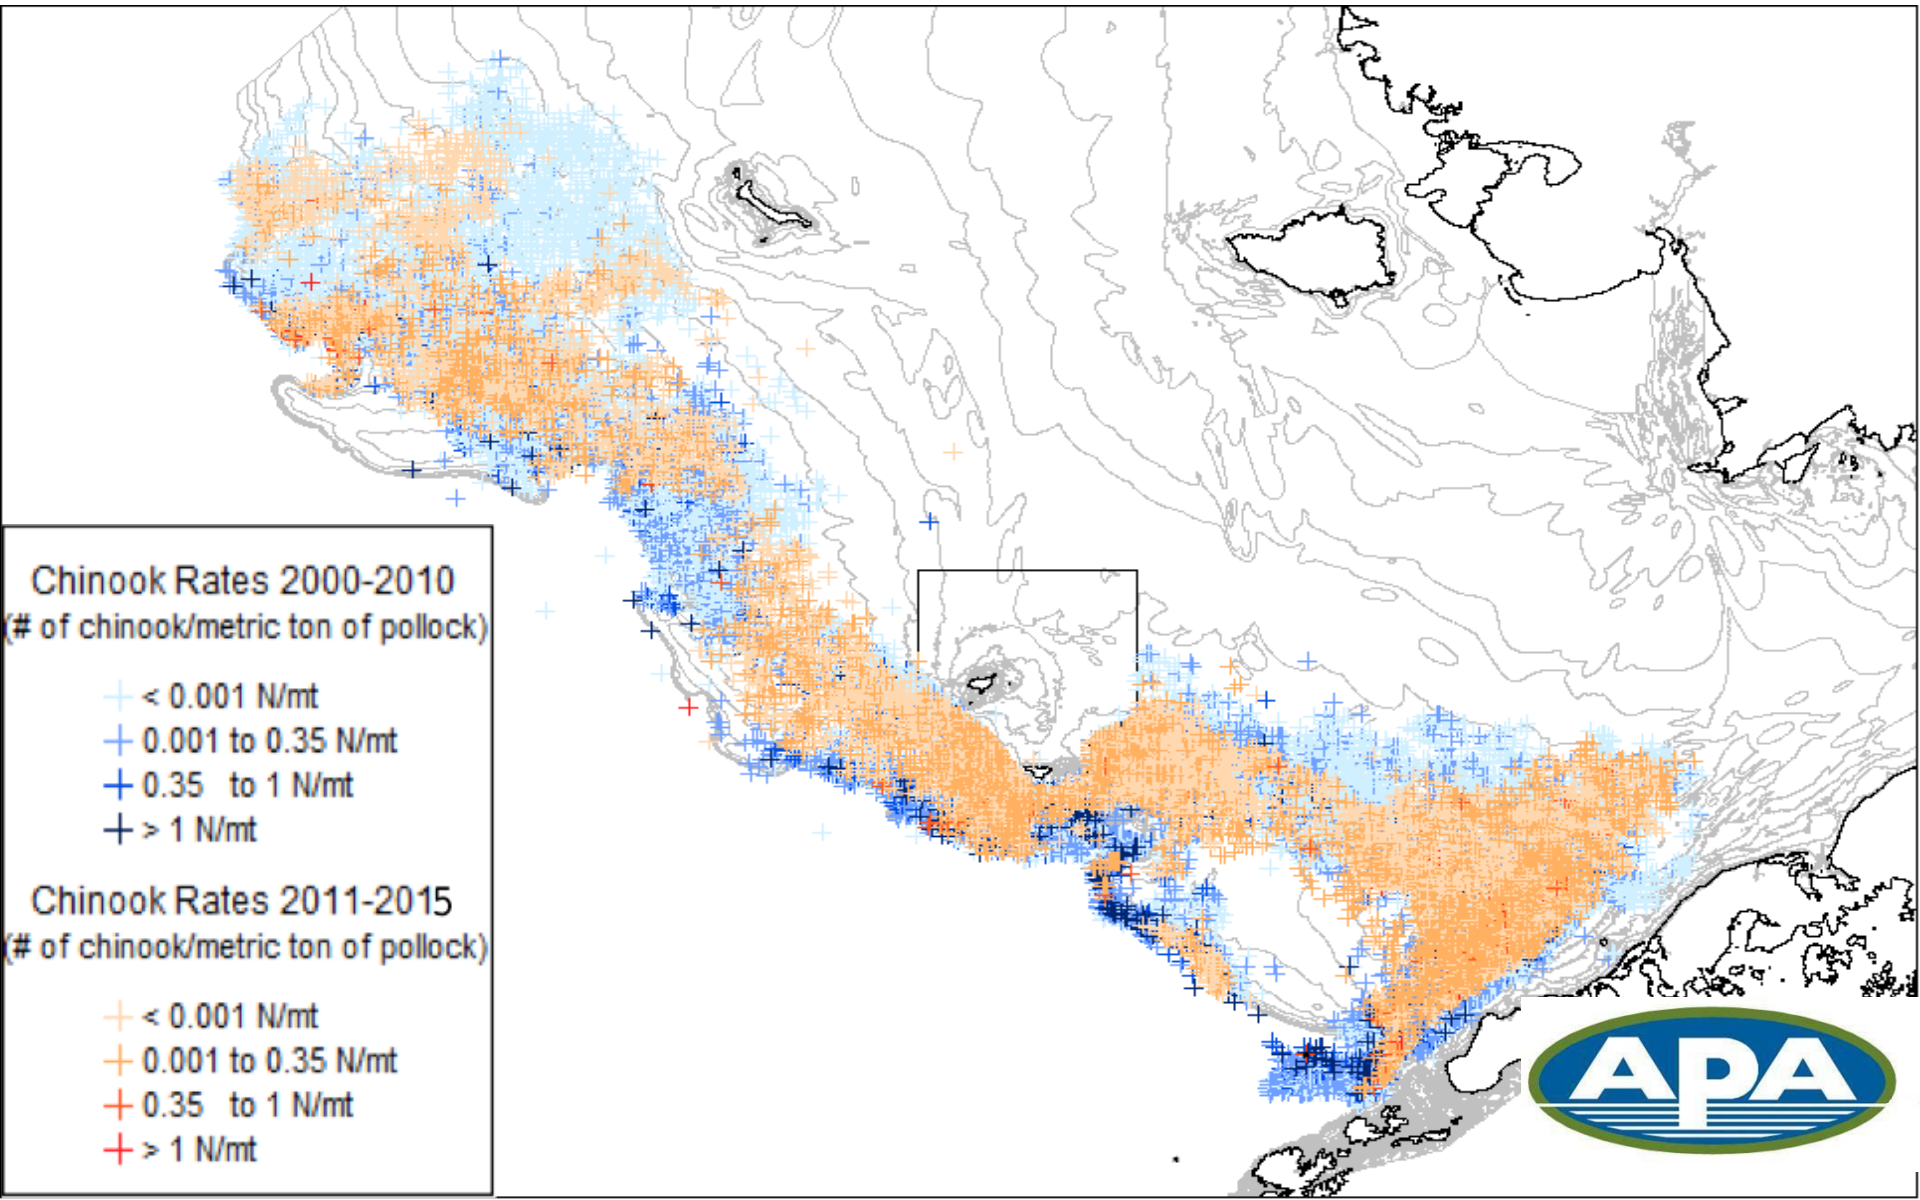 Chinook Rates 2000-2010
(# of chinook/metric ton of pollock)
< 0.001 N/mt
0.001 to 0.35 N/mt
0.35 to 1 N/mt
> 1 N/mt
Chinook Rates 2011-2015
(# of chinook/metric ton of pollock)
< 0.001 N/mt
0.001 to 0.35 N/mt
0.35 to 1 N/mt
> 1 N/mt
APA